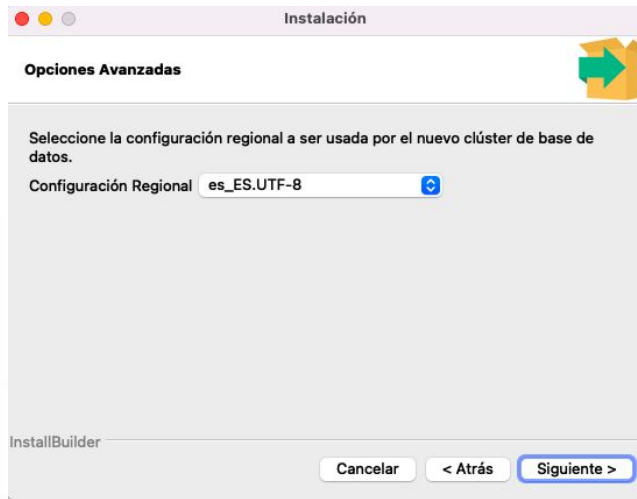 Instalación
Opciones Avanzadas
Seleccione la configuración regional a ser usada por el nuevo clúster de base de
datos.
Configuración Regional es_ES.UTF-8
InstallBuilder
Cancelar < Atrás Siguiente >